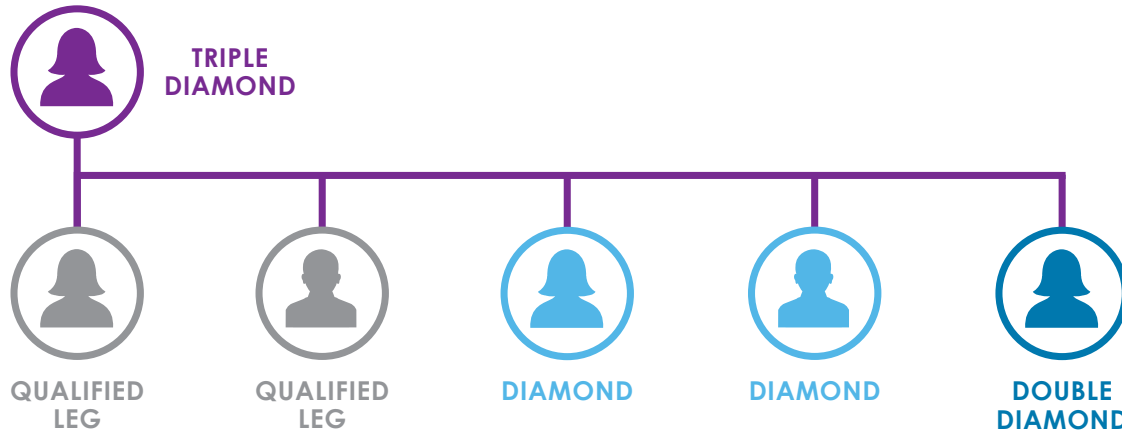 TRIPLE
DIAMOND
QUALIFIED
LEG
QUALIFIED
LEG
DIAMOND
DIAMOND
DOUBLE
DIAMOND